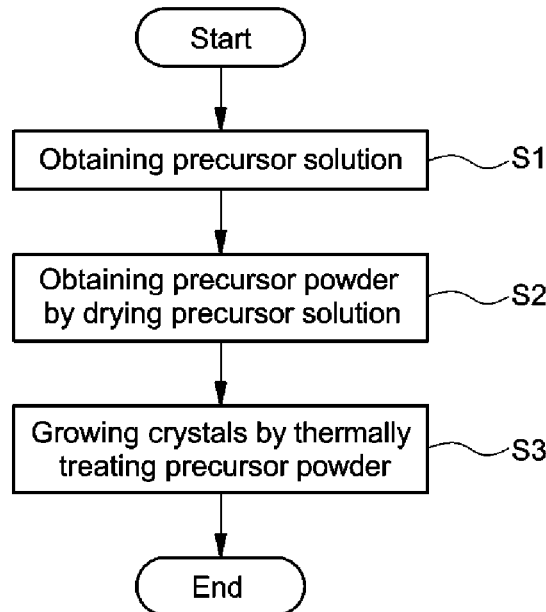 Start
Obtaining precursor solution
S1
Obtaining precursor powder
by drying precursor solution
S2
Growing crystals by thermally
treating precursor powder
S3
End